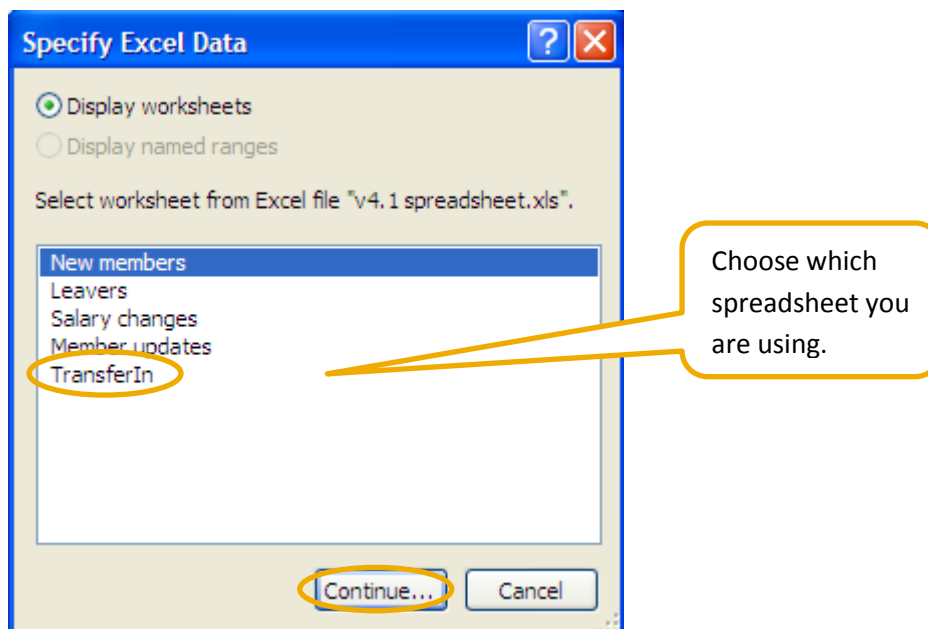 Specify Excel Data
Display worksheets
Display named ranges
Select worksheet from Excel file "v4.1 spreadsheet.xls".
New members
Leavers
Salary changes
Member updates
TransferIn
Choose which
spreadsheet you
are using.
Continue...
Cancel